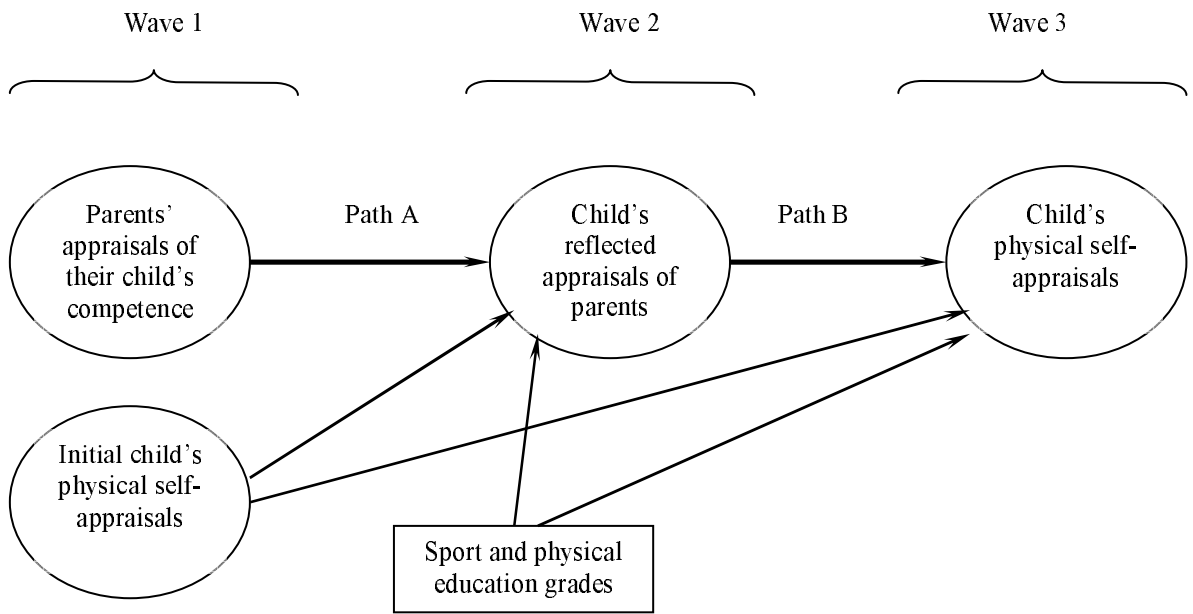 Wave 1
Wave 2
Wave 3
Parents’
appraisals of
their child’s
competence
Path A
Child’s
reflected
appraisals of
parents
Path B
Child’s
physical self-
appraisals
Initial child’s
physical self-
appraisals
Sport and physical
education grades